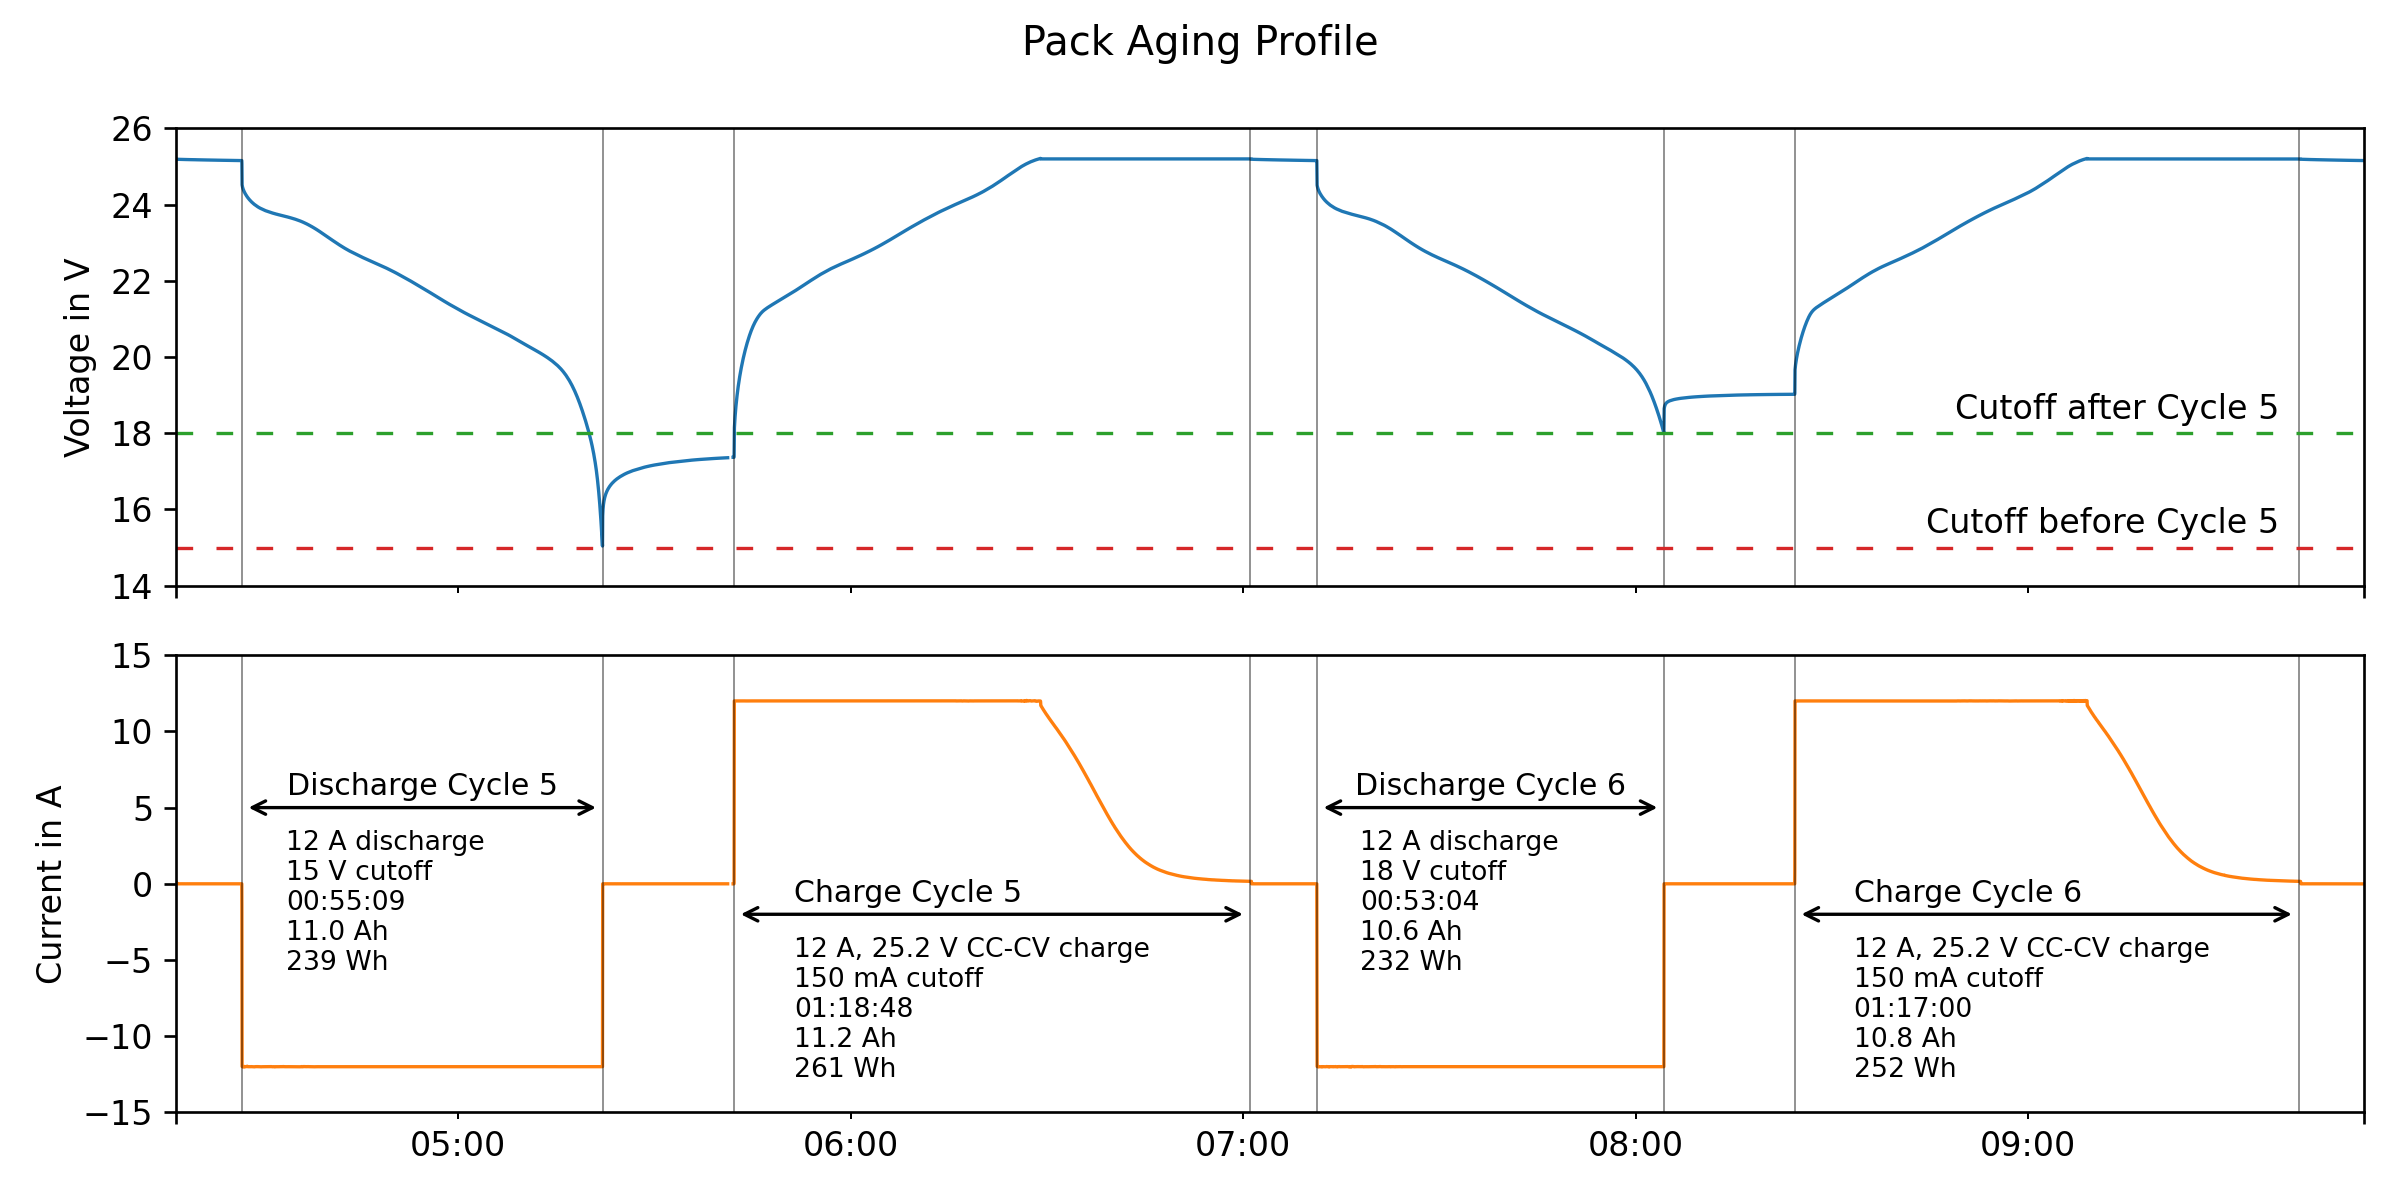 Pack Aging Profile
26
24
22
20
18
16
14
Voltage in V
Cutoff after Cycle 5
Cutoff before Cycle 5
15
10
5
0
−5
−10
−15
Current in A
Discharge Cycle 5
12 A discharge
15 V cutoff
00:55:09
11.0 Ah
239 Wh
Charge Cycle 5
12 A, 25.2 V CC-CV charge
150 mA cutoff
01:18:48
11.2 Ah
261 Wh
Discharge Cycle 6
12 A discharge
18 V cutoff
00:53:04
10.6 Ah
232 Wh
Charge Cycle 6
12 A, 25.2 V CC-CV charge
150 mA cutoff
01:17:00
10.8 Ah
252 Wh
05:00
06:00
07:00
08:00
09:00